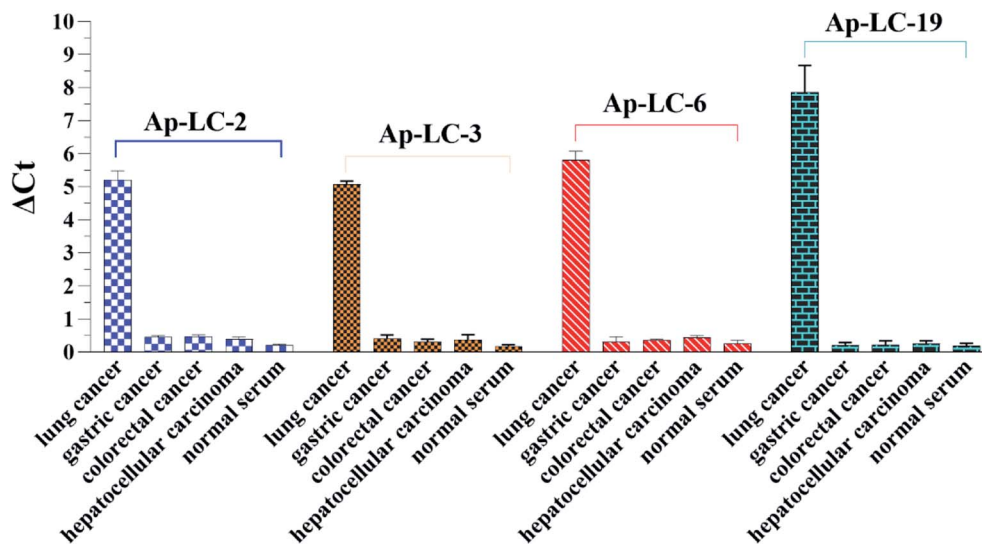 10
9
8
7
6
5
4
3
2
1
0
ΔCt
Ap-LC-2
Ap-LC-3
Ap-LC-6
Ap-LC-19
lung cancer
gastric cancer
colorectal cancer
hepatocellular carcinoma
normal serum
lung cancer
gastric cancer
colorectal cancer
hepatocellular carcinoma
normal serum
lung cancer
gastric cancer
colorectal cancer
hepatocellular carcinoma
normal serum
lung cancer
gastric cancer
colorectal cancer
hepatocellular carcinoma
normal serum